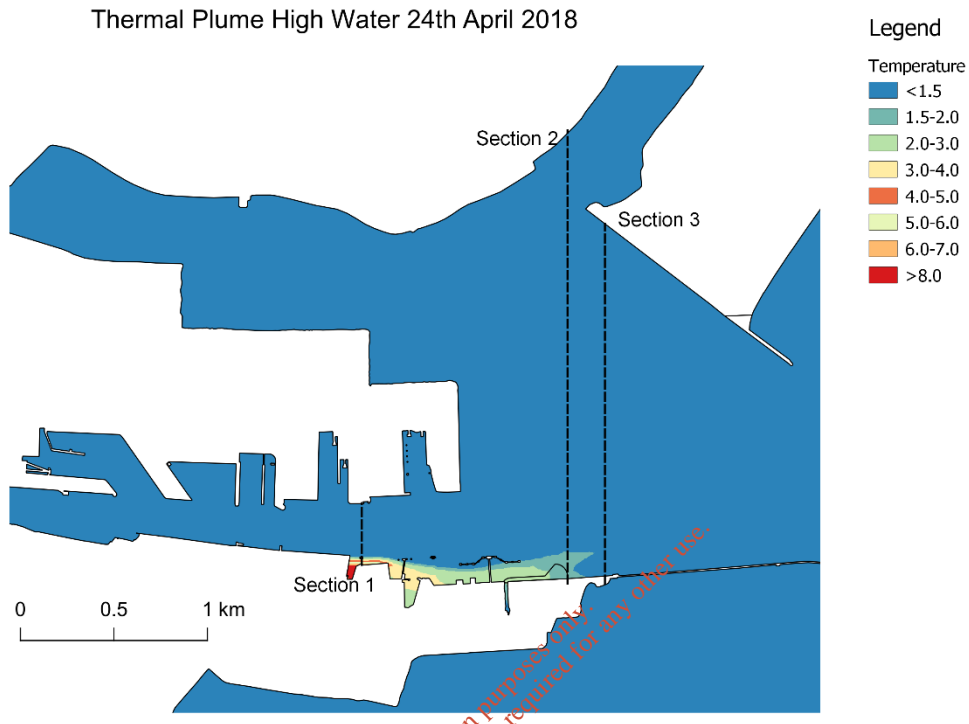 Thermal Plume High Water 24th April 2018
Legend
Temperature
<1.5
1.5-2.0
2.0-3.0
3.0-4.0
4.0-5.0
5.0-6.0
6.0-7.0
>8.0
Section 2
Section 3
Section 1
0 0.5 1 km
purposes only.
required for any other use.